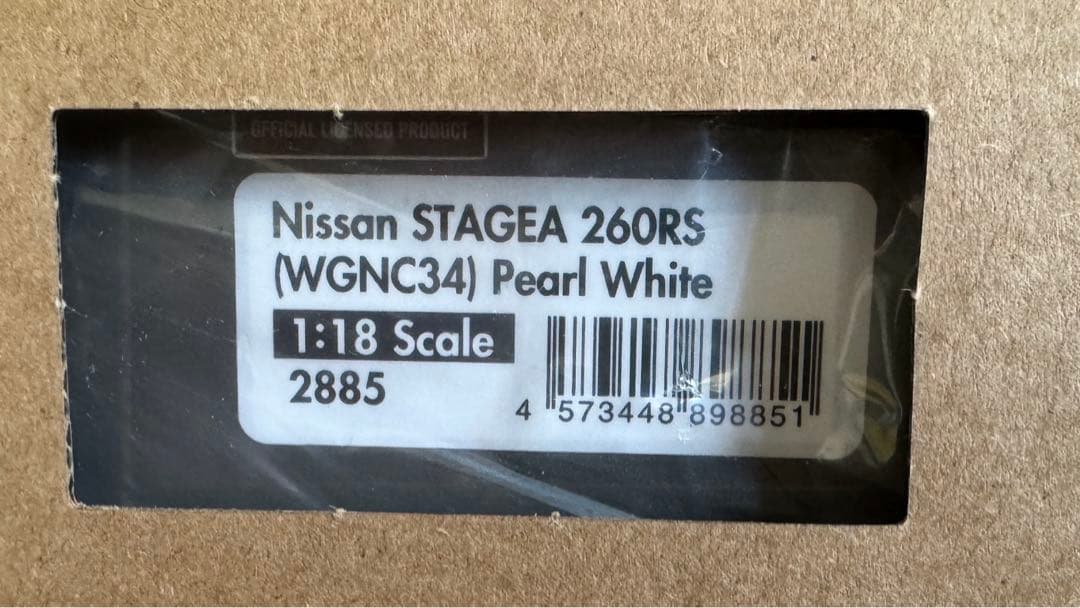 OFFICIAL LICENSED PRODUCT
Nissan STAGEA 260RS
(WGNC34) Pearl White
1:18 Scale
2885
4 573448 898851